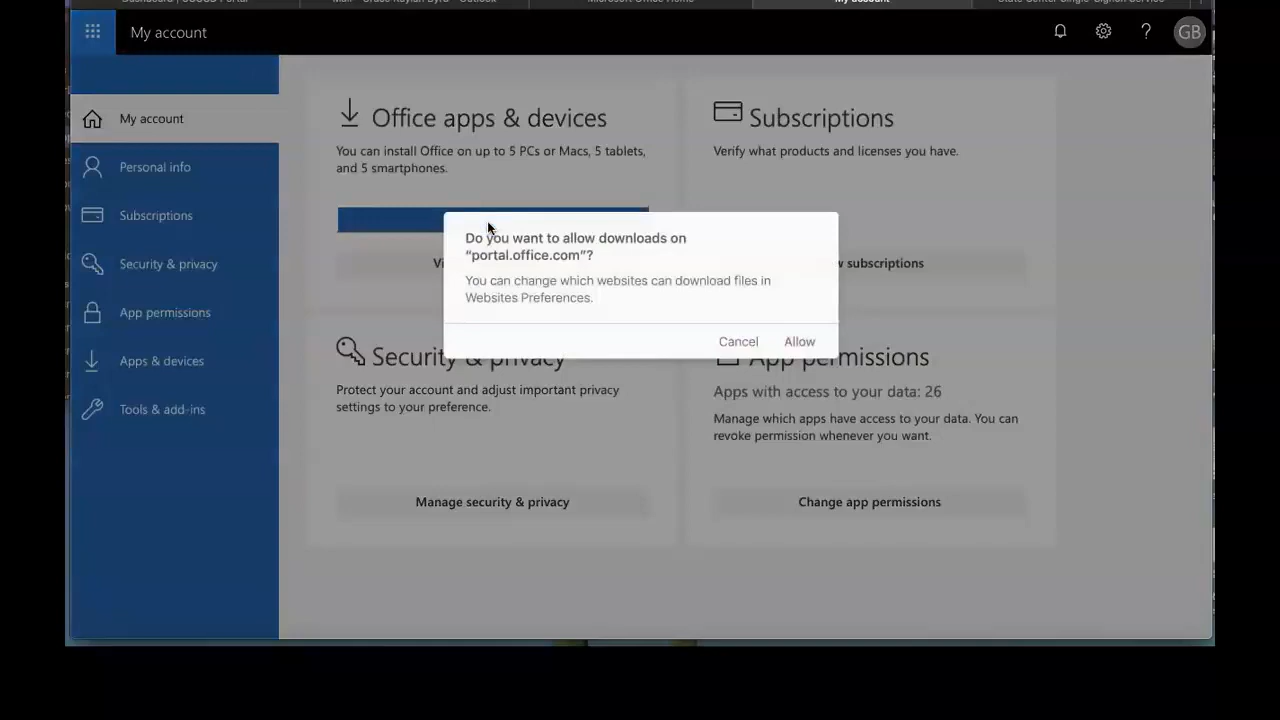 My account
GB
My account
Personal info
Subscriptions
Security & privacy
App permissions
Apps & devices
Tools & add-ins
Office apps & devices
You can install Office on up to 5 PCs or Macs, 5 tablets,
and 5 smartphones.
Subscriptions
Verify what products and licenses you have.
subscriptions
Do you want to allow downloads on
“portal.office.com”?
You can change which websites can download files in
Websites Preferences.
Cancel
Allow
Security & privacy
Protect your account and adjust important privacy
settings to your preference.
Manage security & privacy
App permissions
Apps with access to your data: 26
Manage which apps have access to your data. You can
revoke permission whenever you want.
Change app permissions